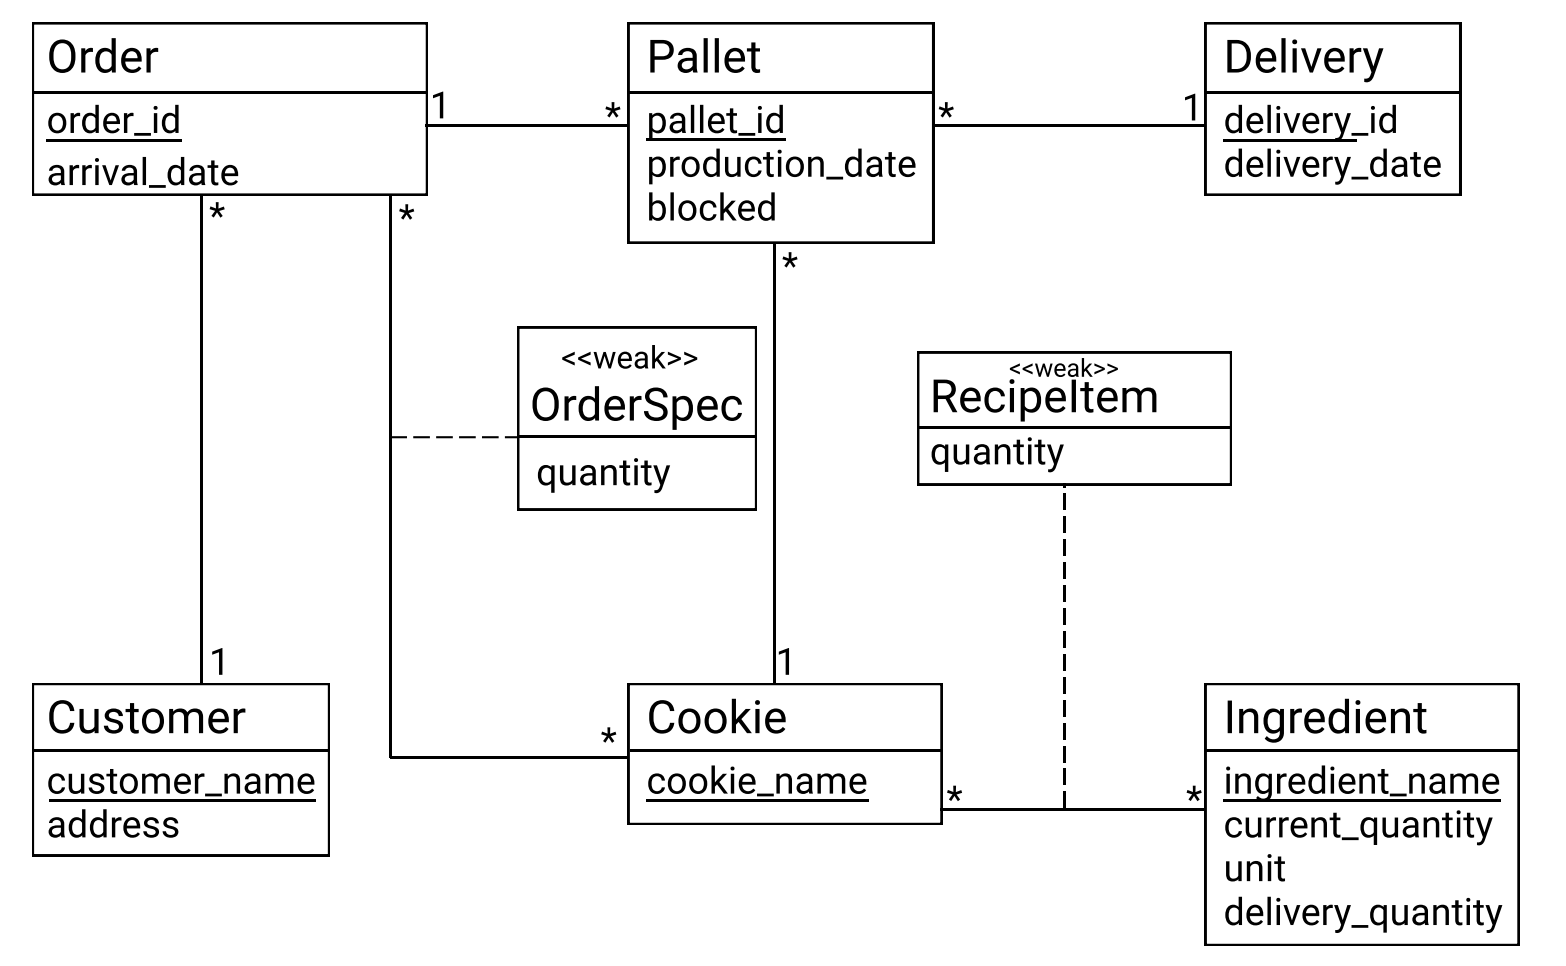 Order
order_id
arrival_date
1
*
Pallet
pallet_id
production_date
blocked
*
1
Delivery
delivery_id
delivery_date
*
*
*
<<weak>>
OrderSpec
quantity
<<weak>>
RecipeItem
quantity
1
1
Customer
customer_name
address
*
Cookie
cookie_name
*
*
Ingredient
ingredient_name
current_quantity
unit
delivery_quantity